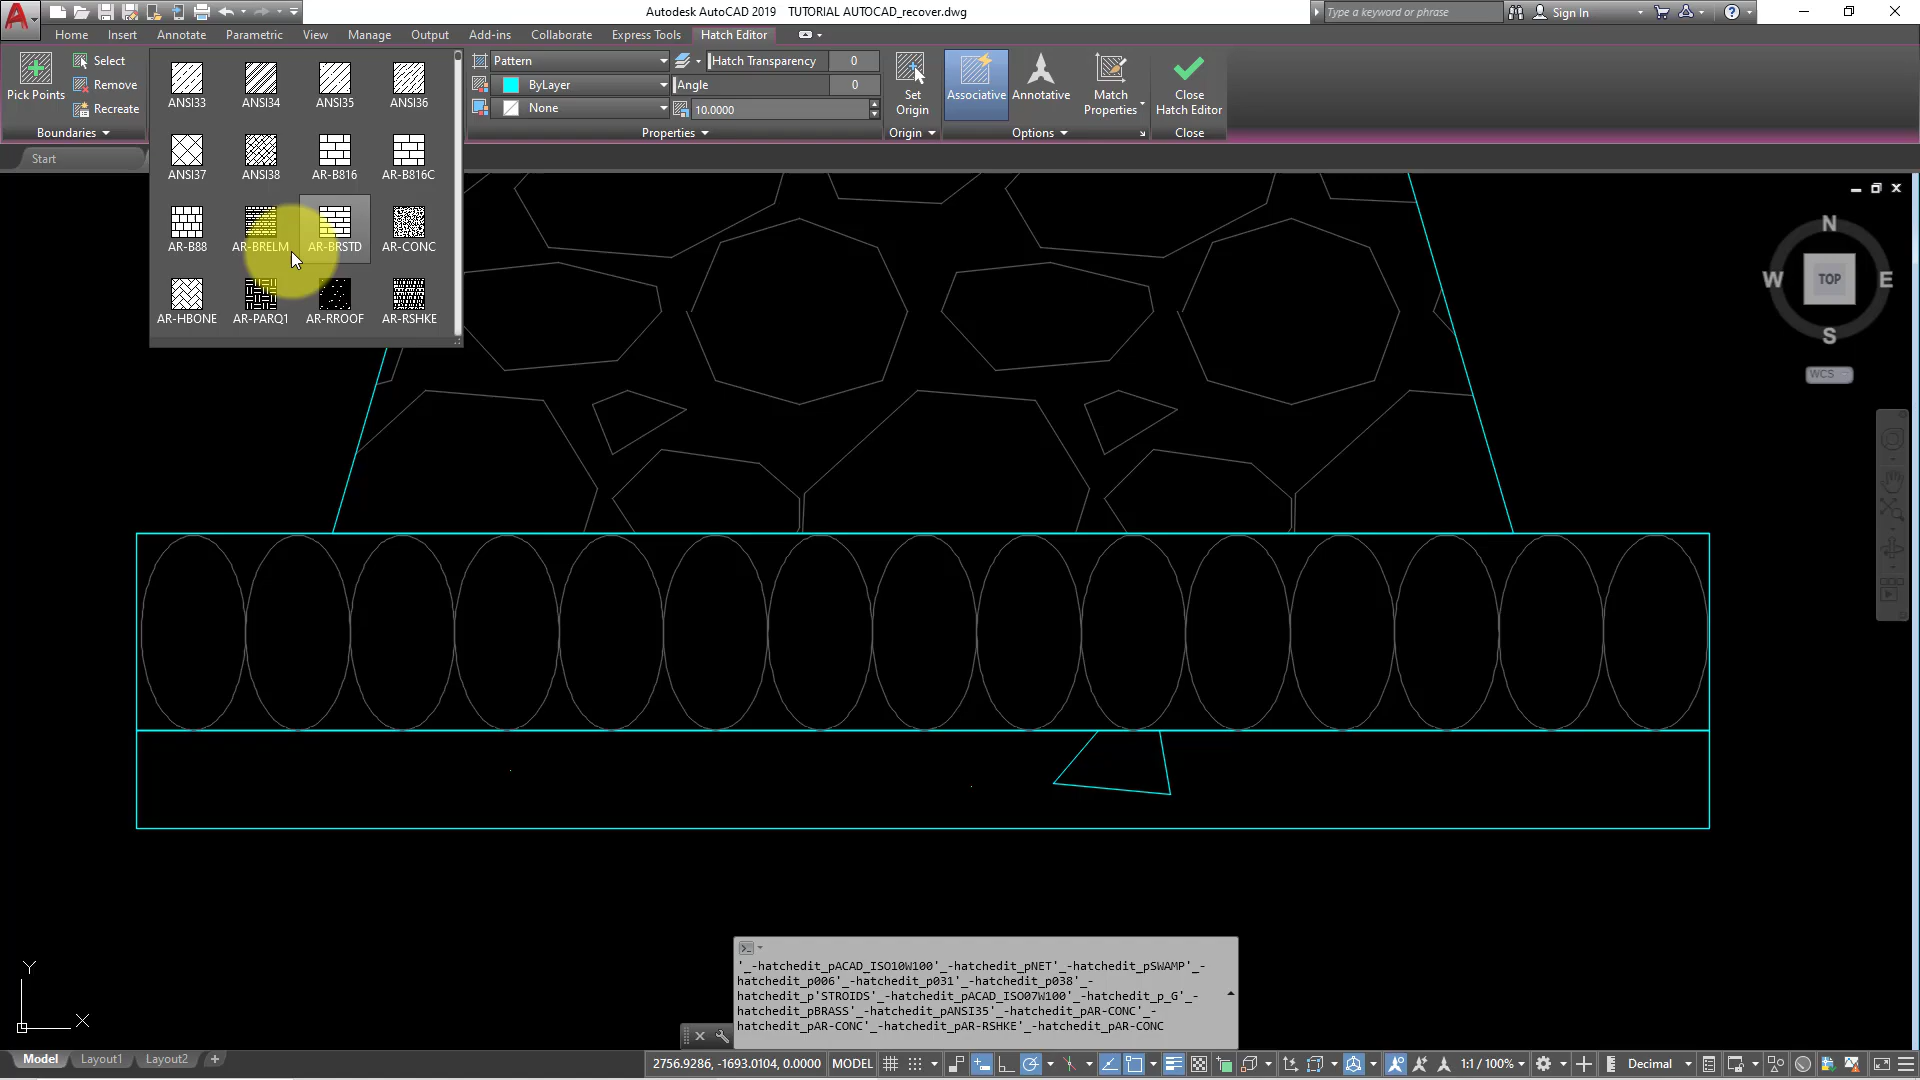 Autodesk AutoCAD 2019 TUTORIAL AUTOCAD_recover.dwg
Type a keyword or phrase
Sign In
Home Insert Annotate Parametric View Manage Output Add-ins Collaborate Express Tools Hatch Editor
Pick Points
Select
Remove
Recreate
Boundaries
ANSI33 ANSI34 ANSI35 ANSI36
ANSI37 ANSI38 AR-B816 AR-B816C
AR-B88 AR-BRELM AR-BRSTD AR-CONC
AR-HBONE AR-PARQ1 AR-RROOF AR-RSHKE
Pattern
ByLayer
None
Hatch Transparency 0
Angle 0
10.0000
Properties
Set
Origin
Origin
Associative
Annotative
Match
Properties
Options
Close
Hatch Editor
Close
Start
N
W TOP E
S
WCS
Y
X
'_-hatchedit_pACAD_ISO10W100'_-hatchedit_pNET'_-hatchedit_pSWAMP'_-
hatchedit_p006'_-hatchedit_p031'_-hatchedit_p038'_-
hatchedit_p'STROIDS'_-hatchedit_pACAD_ISO07W100'_-hatchedit_p_G'_-
hatchedit_pBRASS'_-hatchedit_pANSI35'_-hatchedit_pAR-CONC'_-
hatchedit_pAR-CONC'_-hatchedit_pAR-RSHKE'_-hatchedit_pAR-CONC
Model Layout1 Layout2 +
2756.9286, -1693.0104, 0.0000 MODEL 1:1 / 100% Decimal